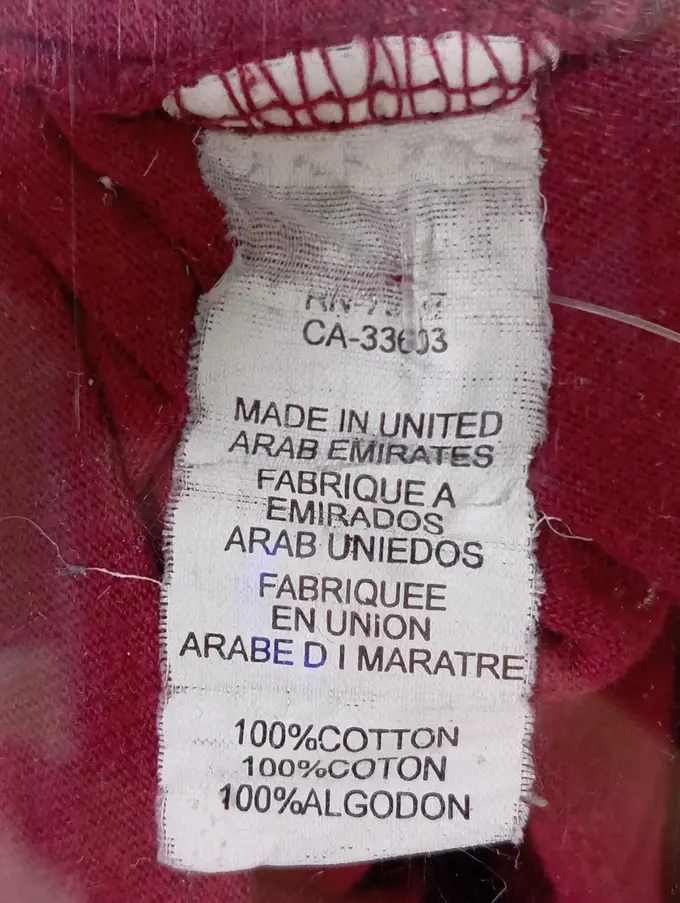 CA-33603
MADE IN UNITED
ARAB EMIRATES
FABRIQUE A
EMIRADOS
ARAB UNIEDOS
FABRIQUEE
EN UNiON
ARABE D I MARATRE
100%COTTON
100%COTON
100%ALGODON